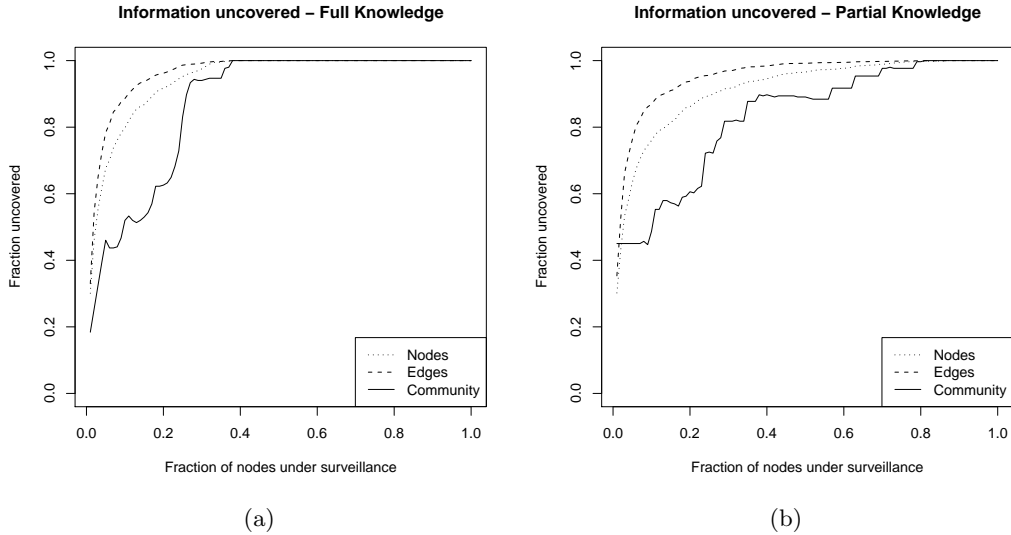 Information uncovered – Full Knowledge
Fraction uncovered
1.0
0.8
0.6
0.4
0.2
0.0
Nodes
Edges
Community
0.0 0.2 0.4 0.6 0.8 1.0
Fraction of nodes under surveillance
(a)
Information uncovered – Partial Knowledge
Fraction uncovered
1.0
0.8
0.6
0.4
0.2
0.0
Nodes
Edges
Community
0.0 0.2 0.4 0.6 0.8 1.0
Fraction of nodes under surveillance
(b)